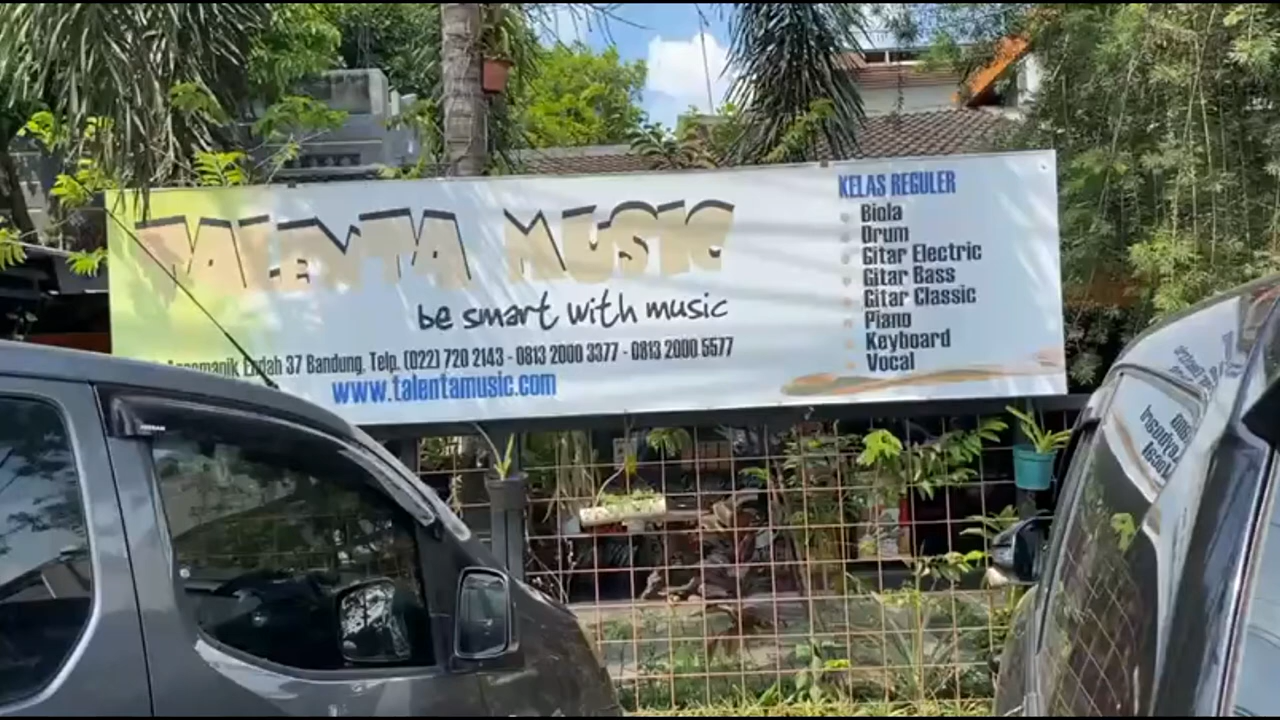 TALENTA MUSIC
be smart with music
Endah 37 Bandung, Telp. (022) 720 2143 - 0813 2000 3377 - 0813 2000 5577
www.talentamusic.com
KELAS REGULER
Biola
Drum
Gitar Electric
Gitar Bass
Gitar Classic
Piano
Keyboard
Vocal